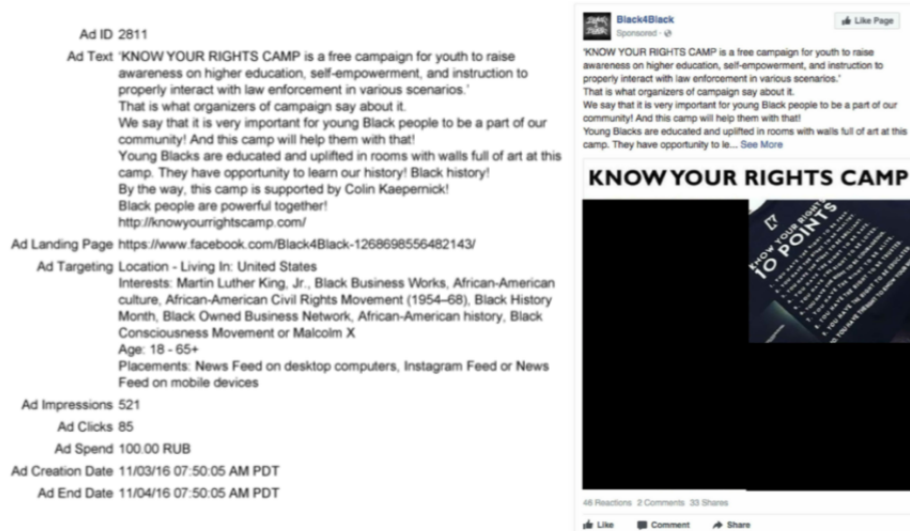 Ad ID 2811
Ad Text 'KNOW YOUR RIGHTS CAMP is a free campaign for youth to raise
awareness on higher education, self-empowerment, and instruction to
properly interact with law enforcement in various scenarios.'
That is what organizers of campaign say about it.
We say that it is very important for young Black people to be a part of our
community! And this camp will help them with that!
Young Blacks are educated and uplifted in rooms with walls full of art at this
camp. They have opportunity to learn our history! Black history!
By the way, this camp is supported by Colin Kaepernick!
Black people are powerful together!
http://knowyourrightscamp.com/
Ad Landing Page https://www.facebook.com/Black4Black-1268698556482143/
Ad Targeting Location - Living In: United States
Interests: Martin Luther King, Jr., Black Business Works, African-American
culture, African-American Civil Rights Movement (1954–68), Black History
Month, Black Owned Business Network, African-American history, Black
Consciousness Movement or Malcolm X
Age: 18 - 65+
Placements: News Feed on desktop computers, Instagram Feed or News
Feed on mobile devices
Ad Impressions 521
Ad Clicks 85
Ad Spend 100.00 RUB
Ad Creation Date 11/03/16 07:50:05 AM PDT
Ad End Date 11/04/16 07:50:05 AM PDT
Black4Black
Like Page
Sponsored ·
'KNOW YOUR RIGHTS CAMP is a free campaign for youth to raise
awareness on higher education, self-empowerment, and instruction to
properly interact with law enforcement in various scenarios.'
That is what organizers of campaign say about it.
We say that it is very important for young Black people to be a part of our
community! And this camp will help them with that!
Young Blacks are educated and uplifted in rooms with walls full of art at this
camp. They have opportunity to le... See More
KNOW YOUR RIGHTS CAMP
KNOW YOUR RIGHTS
10 POINTS
46 Reactions 2 Comments 33 Shares
Like Comment Share